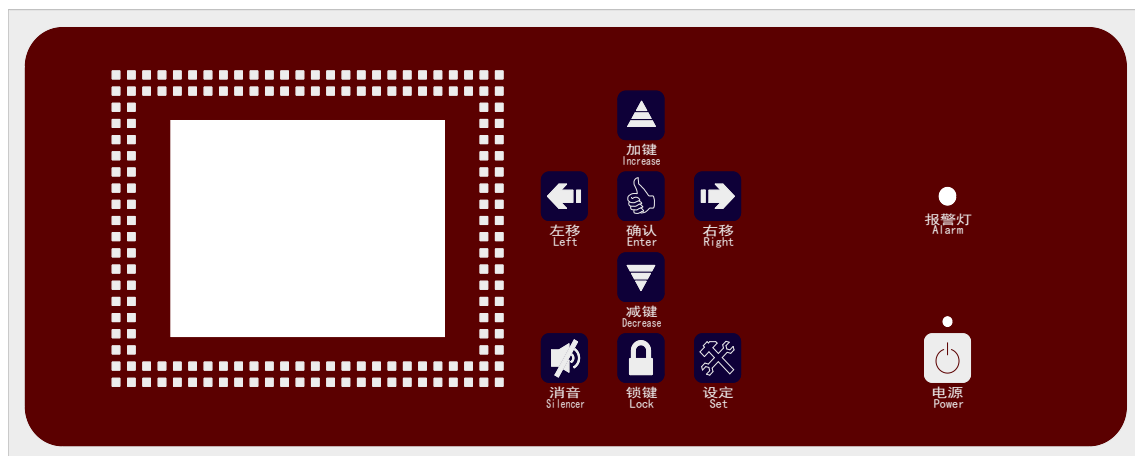 加键
Increase
左移
Left
确认
Enter
右移
Right
报警灯
Alarm
减键
Decrease
消音
Silencer
锁键
Lock
设定
Set
电源
Power